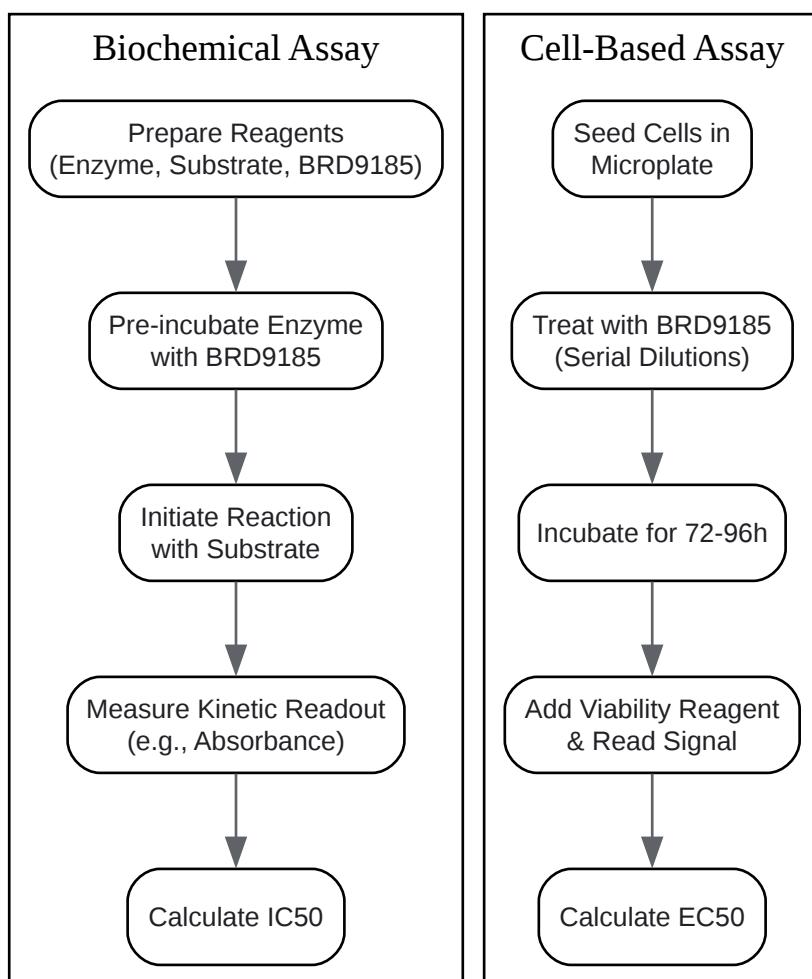 Biochemical Assay
Prepare Reagents
(Enzyme, Substrate, BRD9185)
Pre-incubate Enzyme
with BRD9185
Initiate Reaction
with Substrate
Measure Kinetic Readout
(e.g., Absorbance)
Calculate IC50
Cell-Based Assay
Seed Cells in
Microplate
Treat with BRD9185
(Serial Dilutions)
Incubate for 72-96h
Add Viability Reagent
& Read Signal
Calculate EC50